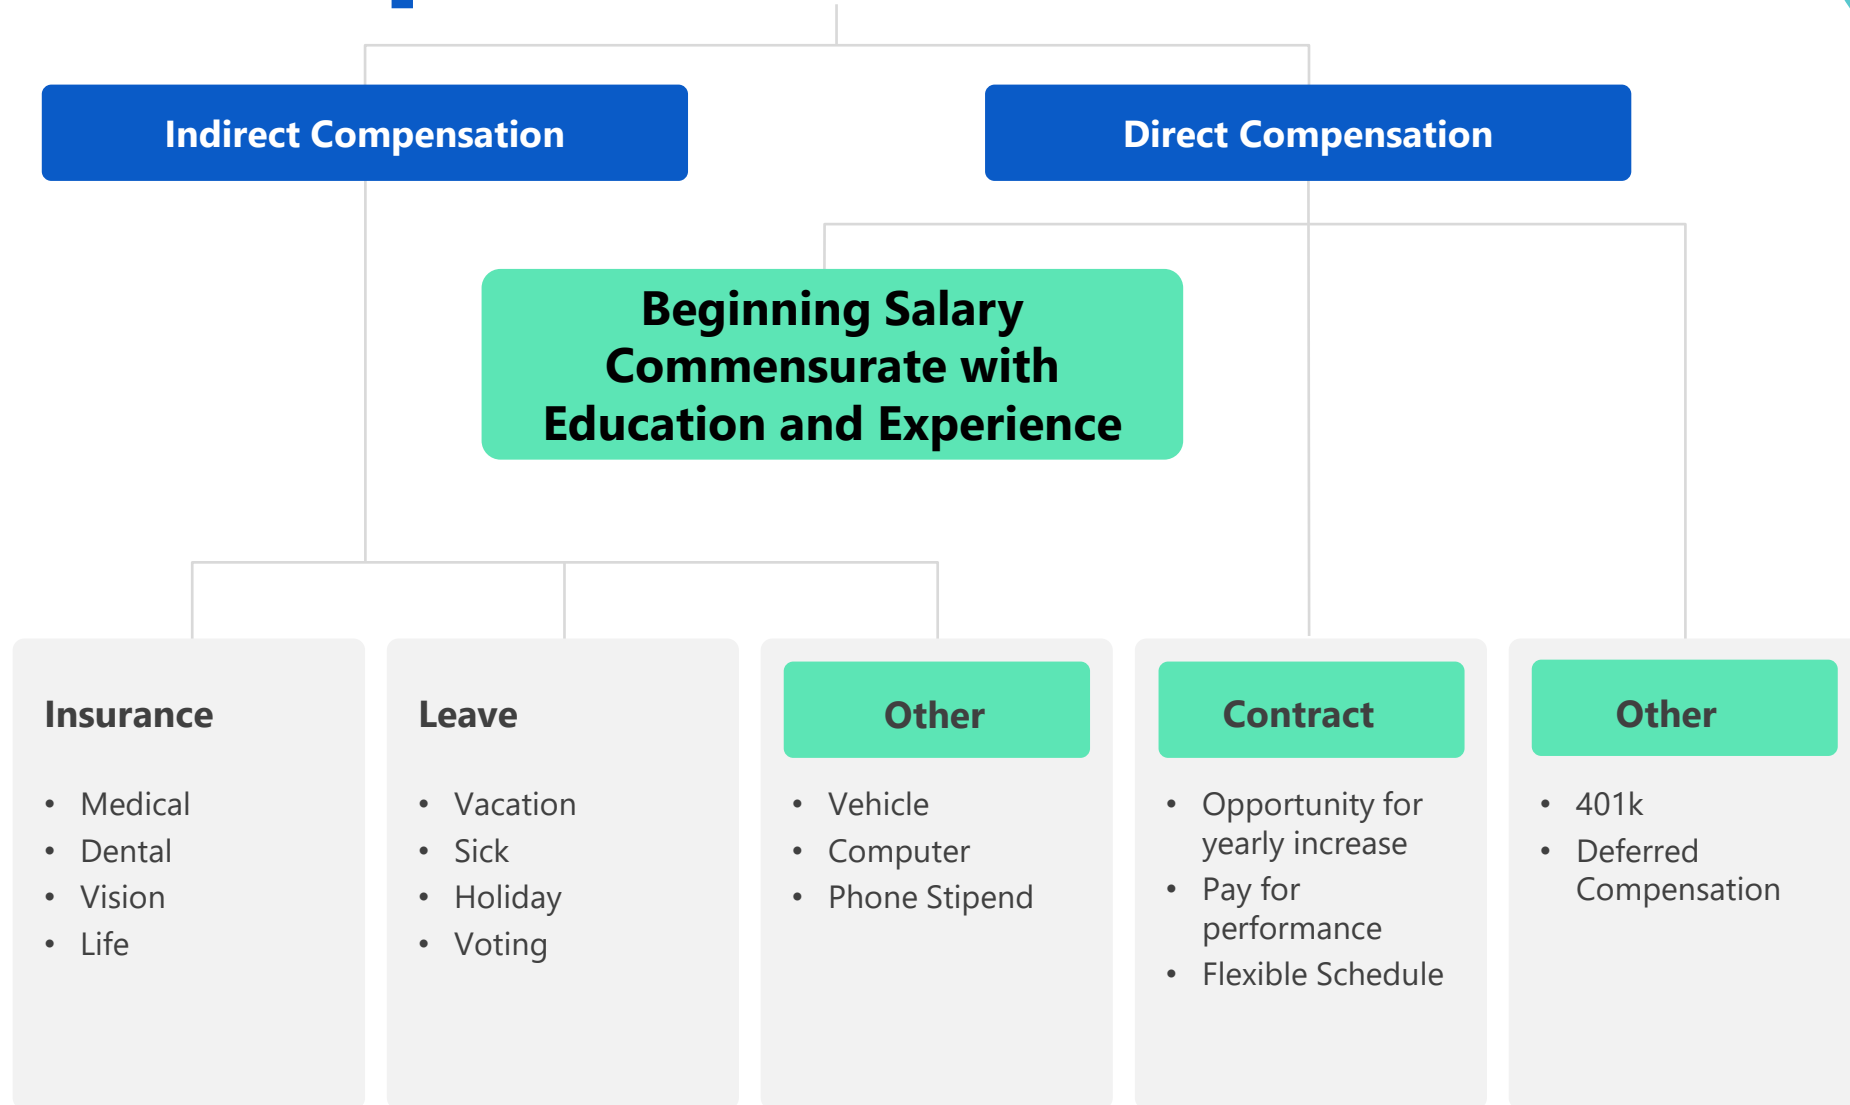 Indirect Compensation
Direct Compensation
Beginning Salary
Commensurate with
Education and Experience
Insurance
• Medical
• Dental
• Vision
• Life
Leave
• Vacation
• Sick
• Holiday
• Voting
Other
• Vehicle
• Computer
• Phone Stipend
Contract
• Opportunity for
yearly increase
• Pay for
performance
• Flexible Schedule
Other
• 401k
• Deferred
Compensation